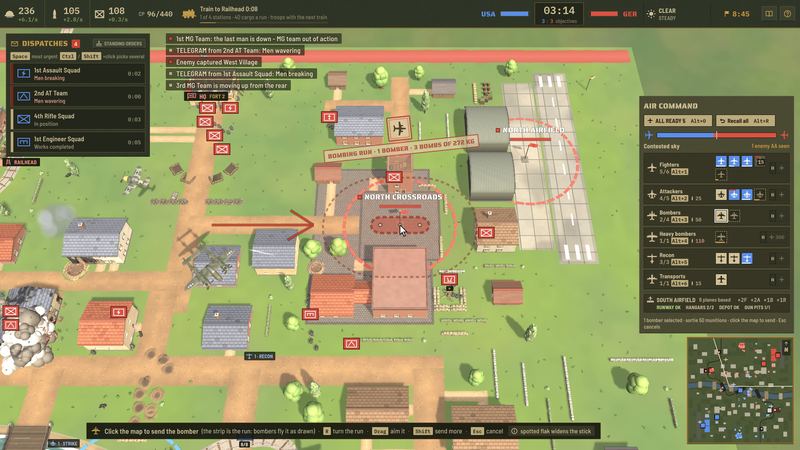 236 +6.1/s
105 +2.0/s
108 +0.3/s
CP 96/440
Train to Railhead 0:08
1 of 4 stations · 40 cargo a run · troops with the next train
USA
03:14
3 : 3 objectives
GER
CLEAR
STEADY
8:45
DISPATCHES 4
STANDING ORDERS
Space most urgent Ctrl / Shift +click picks several
1st Assault Squad 0:02
Men breaking
2nd AT Team 0:00
Men wavering
4th Rifle Squad 0:03
In position
1st Engineer Squad 0:05
Works completed
1st MG Team: the last man is down - MG team out of action
TELEGRAM from 2nd AT Team: Men wavering
Enemy captured West Village
TELEGRAM from 1st Assault Squad: Men breaking
3rd MG Team is moving up from the rear
RAILHEAD
BOMBING RUN · 1 BOMBER · 3 BOMBS OF 272 KG
NORTH AIRFIELD
NORTH CROSSROADS
1·RECON
1·STRIKE
AIR COMMAND
ALL READY 5 Alt+0
Recall all Alt+R
Contested sky
1 enemy AA seen
Fighters
5/6 Alt+1
Attackers
4/5 Alt+2 25
Bombers
2/4 Alt+3 50
Heavy bombers
1/1 Alt+4 110
Recon
3/3 Alt+5
Transports
1/1 Alt+6 15
SOUTH AIRFIELD 6 planes based +2F +2A +1B +1R
RUNWAY OK HANGARS 2/2 DEPOT OK GUN PITS 1/1
1 bomber selected · sortie 50 munitions · click the map to send · Esc cancels
Click the map to send the bomber (the strip is the run: bombers fly it as drawn) · R turn the run · Drag aim it · Shift send more · Esc cancel
spotted flak widens the stick